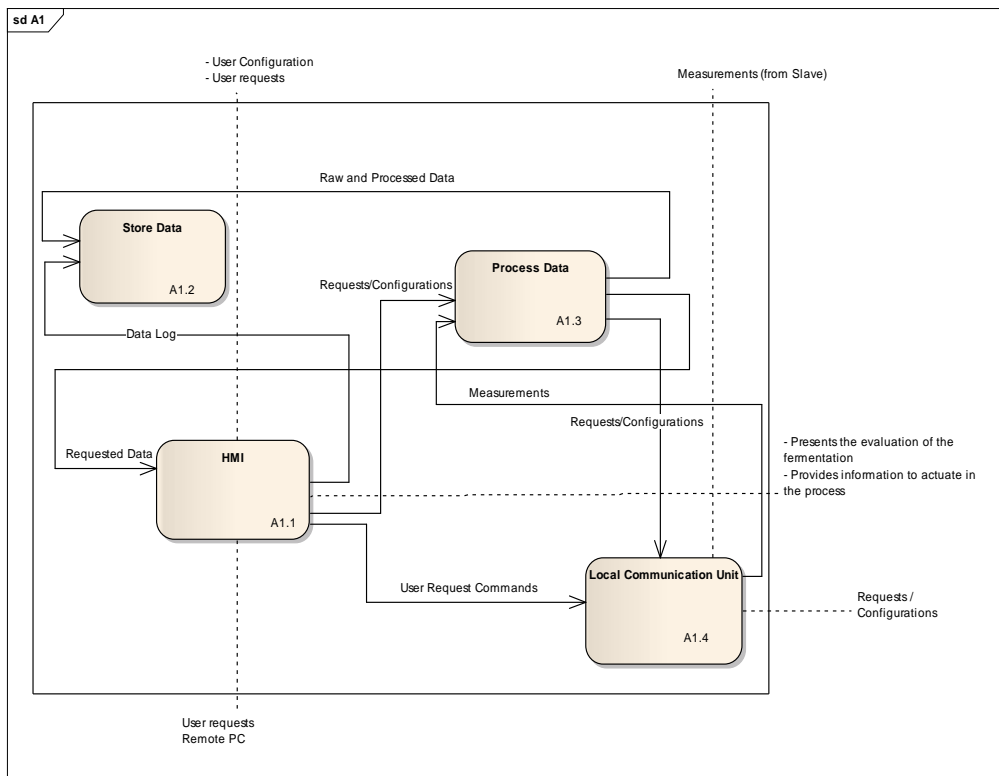 sd A1
- User Configuration
- User requests
Measurements (from Slave)
Raw and Processed Data
Store Data
A1.2
Process Data
A1.3
Requests/Configurations
Data Log
Measurements
Requests/Configurations
Requested Data
HMI
A1.1
- Presents the evaluation of the
fermentation
- Provides information to actuate in
the process
User Request Commands
Local Communication Unit
A1.4
Requests /
Configurations
User requests
Remote PC